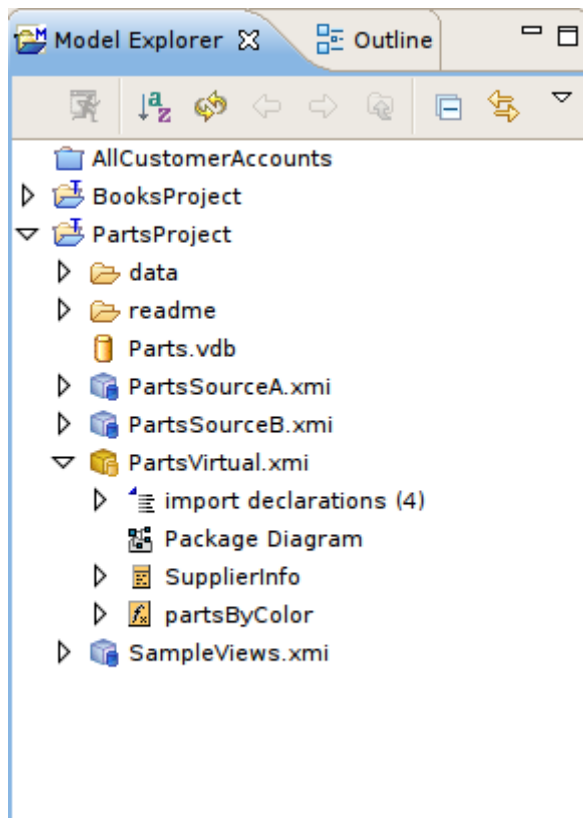 Model Explorer Outline
AllCustomerAccounts
BooksProject
PartsProject
data
readme
Parts.vdb
PartsSourceA.xmi
PartsSourceB.xmi
PartsVirtual.xmi
import declarations (4)
Package Diagram
SupplierInfo
partsByColor
SampleViews.xmi